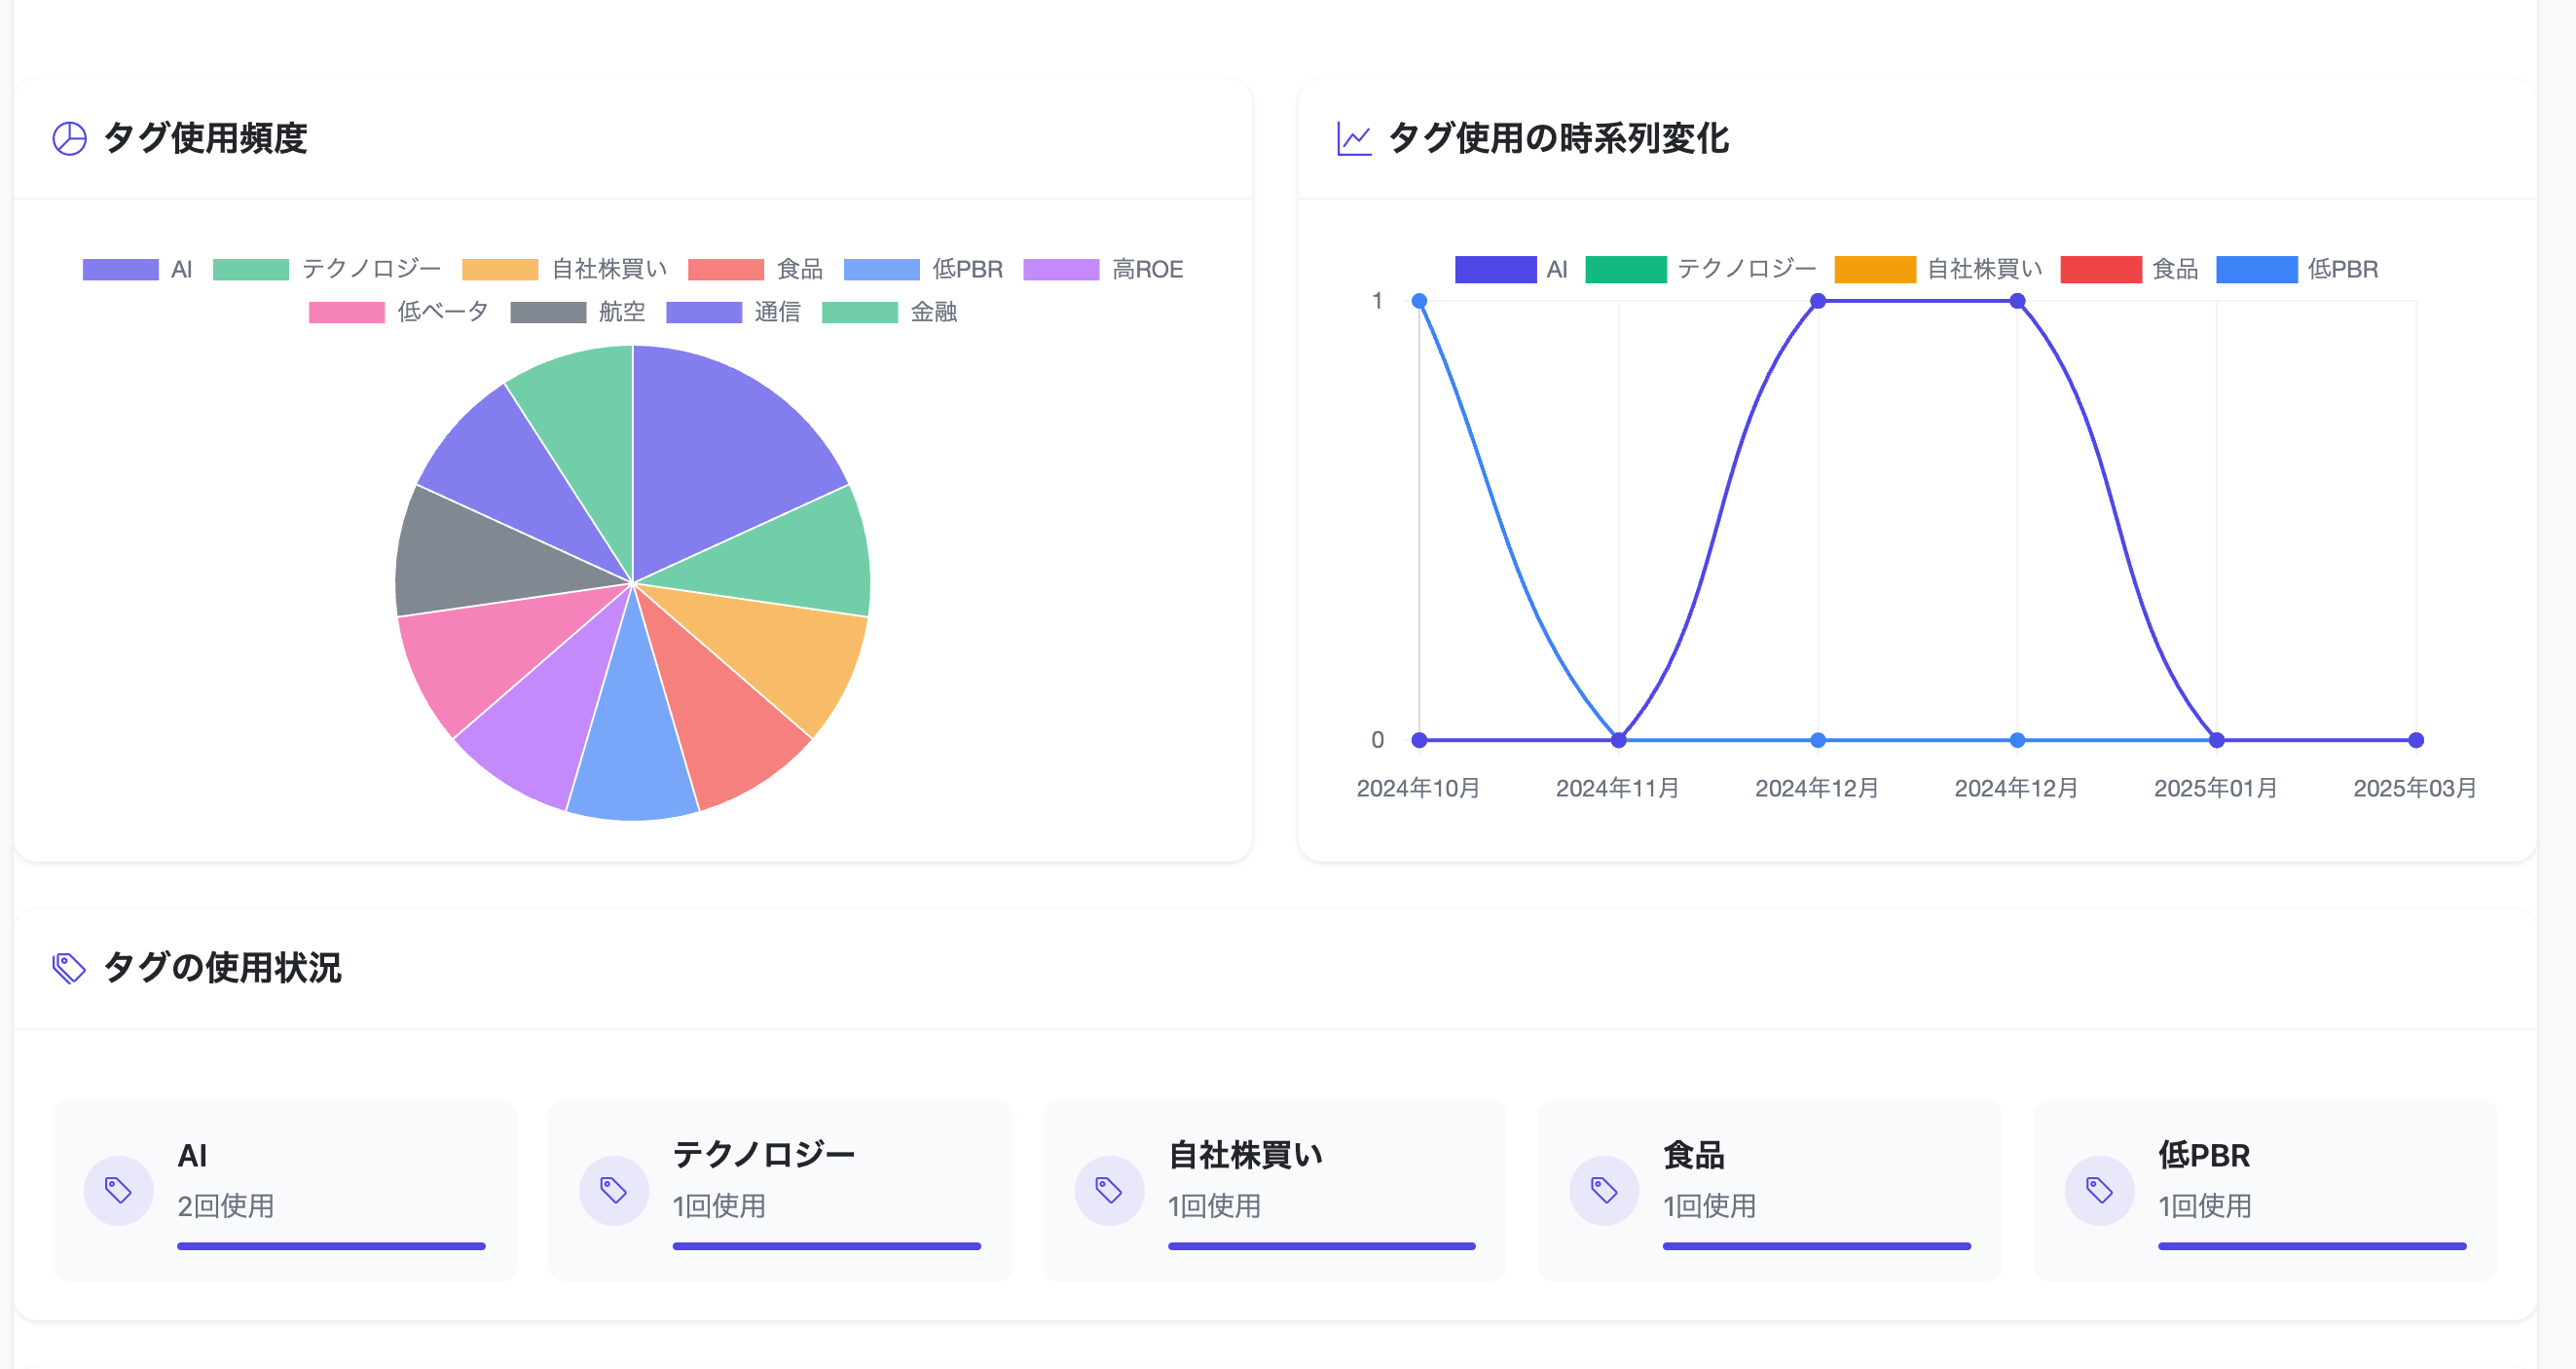 タグ使用頻度
AI テクノロジー 自社株買い 食品 低PBR 高ROE
低ベータ 航空 通信 金融
タグ使用の時系列変化
AI テクノロジー 自社株買い 食品 低PBR
1
0
2024年10月 2024年11月 2024年12月 2024年12月 2025年01月 2025年03月
タグの使用状況
AI
2回使用
テクノロジー
1回使用
自社株買い
1回使用
食品
1回使用
低PBR
1回使用